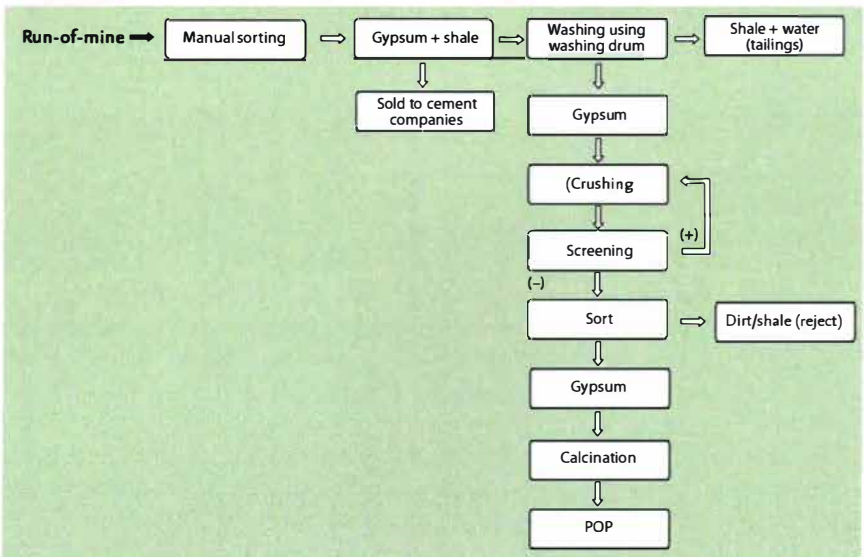 Run-of-mine
Manual sorting
Gypsum + shale
Washing using
washing drum
Shale + water
(tailings)
Sold to cement
companies
Gypsum
(Crushing
(+)
Screening
(–)
Sort
Dirt/shale (reject)
Gypsum
Calcination
POP